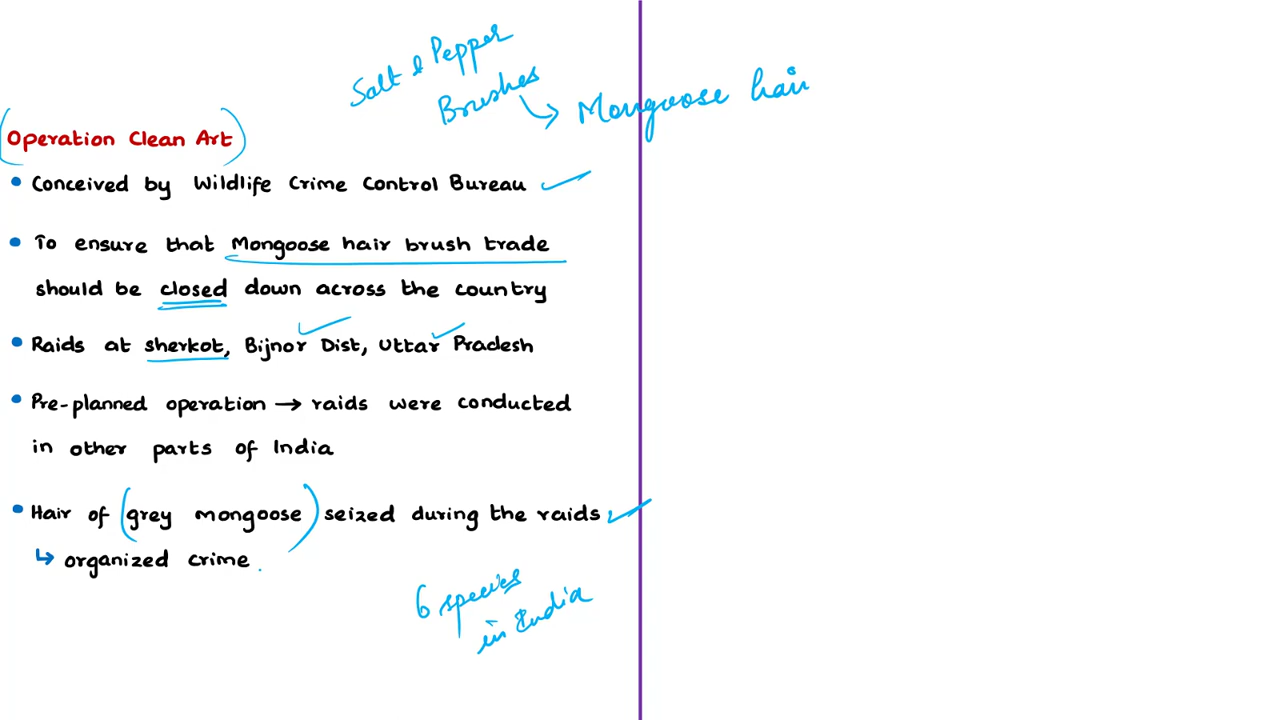 Salt & Pepper
Brushes
→ Mongoose hair
(Operation Clean Art)
• Conceived by Wildlife Crime Control Bureau
• To ensure that Mongoose hair brush trade
should be closed down across the country
• Raids at sherkot, Bijnor Dist, Uttar Pradesh
• Pre-planned operation → raids were conducted
in other parts of India
• Hair of (grey mongoose) seized during the raids
↳ organized crime.
6 species
in India